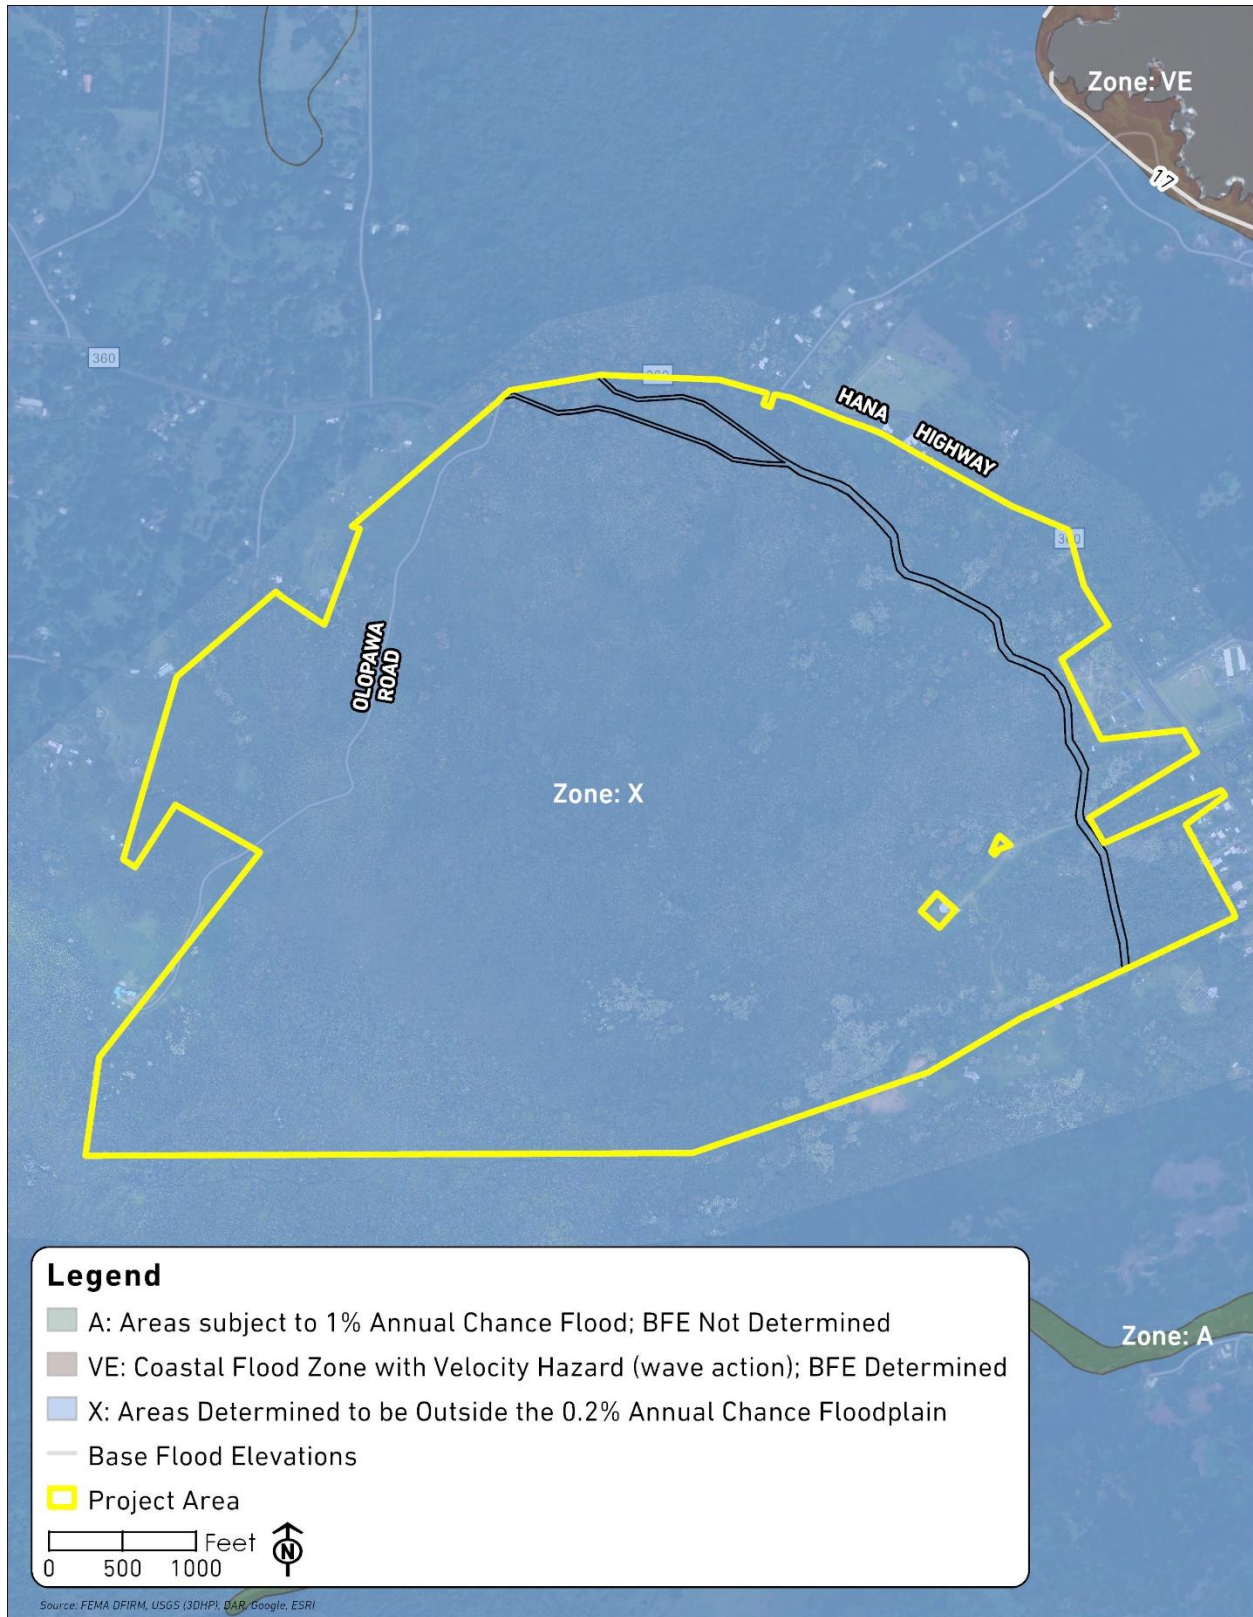 Zone: VE
17
360
360
HANA
HIGHWAY
360
OLOPAWA
ROAD
Zone: X
Legend
A: Areas subject to 1% Annual Chance Flood; BFE Not Determined
VE: Coastal Flood Zone with Velocity Hazard (wave action); BFE Determined
X: Areas Determined to be Outside the 0.2% Annual Chance Floodplain
Base Flood Elevations
Project Area
Feet
N
0 500 1000
Zone: A
Source: FEMA DFIRM, USGS (3DHP), DAR, Google, ESRI